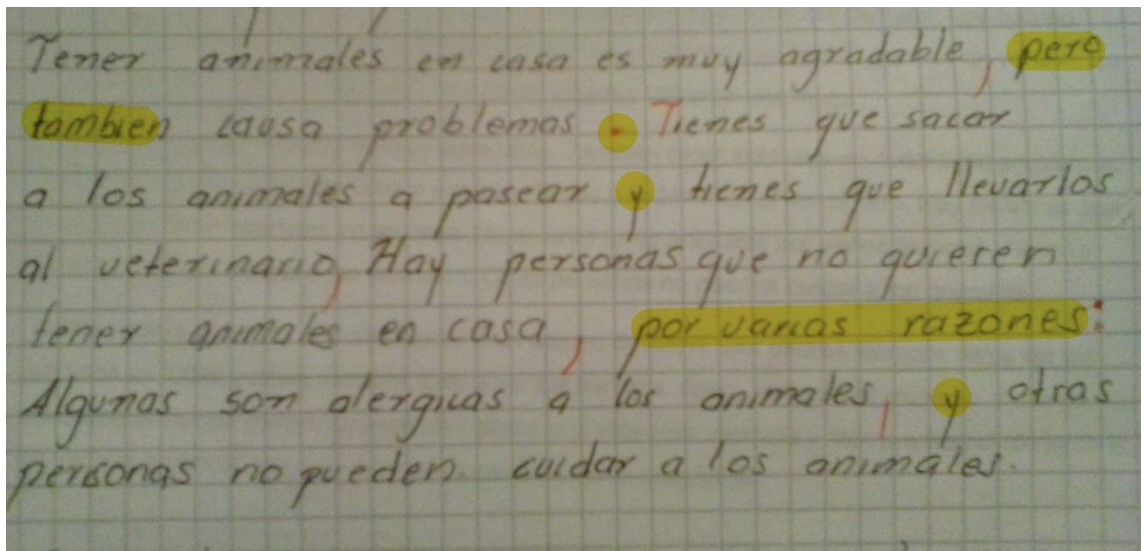 Tener animales en casa es muy agradable, pero
tambien causa problemas. Tienes que sacar
a los animales a pasear y tienes que llevarlos
al veterinario, Hay personas que no quieren
tener animales en casa, por varias razones:
Algunas son alergicas a los animales, y otras
personas no pueden. cuidar a los animales.